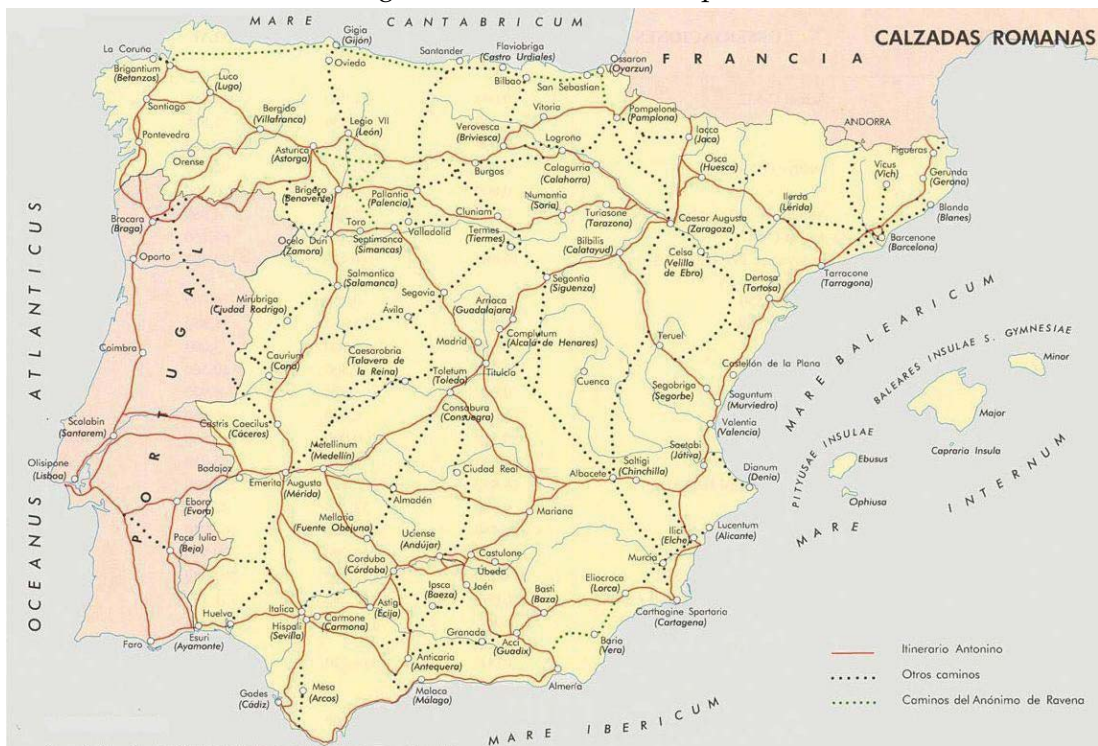 MARE CANTABRICUM
CALZADAS ROMANAS
FRANCIA
ANDORRA
OCEANUS ATLANTICUS
PORTUGAL
MARE BALEARICUM
BALEARES INSULAE S. GYMNESIAE
Minor
Major
Capraria Insula
PITYUSAE INSULAE
Ebusus
Ophiusa
MARE INTERNUM
MARE IBERICUM
La Coruña
Brigantium
(Betanzos)
Luco
(Lugo)
Santiago
Pontevedra
Orense
Bergido
(Villafranca)
Gigia
(Gijón)
Oviedo
Legio VII
(León)
Asturica
(Astorga)
Santander
Flaviobriga
(Castro Urdiales)
Bilbao
San Sebastian
Ossaron
(Oyarzun)
Vitoria
Pompelone
(Pamplona)
Verovesca
(Briviesca)
Logroño
Calagurria
(Calahorra)
Burgos
Iacca
(Jaca)
Osca
(Huesca)
Ilerda
(Lérida)
Vicus
(Vich)
Figueras
Gerunda
(Gerona)
Blanda
(Blanes)
Barcenone
(Barcelona)
Tarracone
(Tarragona)
Dertosa
(Tortosa)
Bracara
(Braga)
Oporto
Brigeco
(Benavente)
Pallantia
(Palencia)
Toro
Ocelo Duri
(Zamora)
Septimanca
(Simancas)
Valladolid
Cluniam
Numantia
(Soria)
Turiasone
(Tarazona)
Termes
(Tiermes)
Bilbilis
(Calatayud)
Caesar Augusta
(Zaragoza)
Celsa
(Velilla
de Ebro)
Salmantica
(Salamanca)
Segovia
Segontia
(Sigüenza)
Arriaca
(Guadalajara)
Mirubriga
(Ciudad Rodrigo)
Ávila
Madrid
Complutum
(Alcalá de Henares)
Teruel
Coimbra
Caurium
(Coria)
Caesarobria
(Talavera de
la Reina)
Toletum
(Toledo)
Titulcia
Cuenca
Castellón de la Plana
Segobriga
(Segorbe)
Saguntum
(Murviedro)
Valentia
(Valencia)
Scalabin
(Santarem)
Castris Caecilus
(Cáceres)
Consabura
(Consuegra)
Olisipone
(Lisboa)
Badajoz
Metellinum
(Medellín)
Emerita Augusta
(Mérida)
Ciudad Real
Albacete
Saltigi
(Chinchilla)
Saetabi
(Játiva)
Dianum
(Denia)
Ebora
(Evora)
Almadén
Mariana
Pace Iulia
(Beja)
Mellaria
(Fuente Obejuna)
Uciense
(Andújar)
Castulone
Ubeda
Ilici
(Elche)
Lucentum
(Alicante)
Murcia
Corduba
(Córdoba)
Ipsca
(Baeza)
Jaén
Basti
(Baza)
Eliocroca
(Lorca)
Carthagine Spartaria
(Cartagena)
Faro
Esuri
(Ayamonte)
Huelva
Italica
Hispali
(Sevilla)
Carmone
(Carmona)
Astigi
(Ecija)
Granada
Acci
(Guadix)
Baria
(Vera)
Anticaria
(Antequera)
Malaca
(Málaga)
Almería
Gades
(Cádiz)
Mesa
(Arcos)
Itinerario Antonino
Otros caminos
Caminos del Anónimo de Ravena